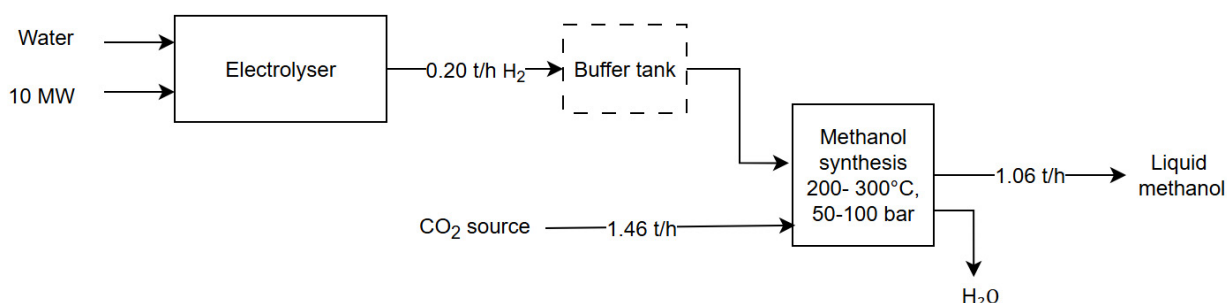 Water
10 MW
Electrolyser
0.20 t/h H₂
Buffer tank
Methanol
synthesis
200- 300°C,
50-100 bar
CO₂ source
1.46 t/h
1.06 t/h
Liquid
methanol
H₂O